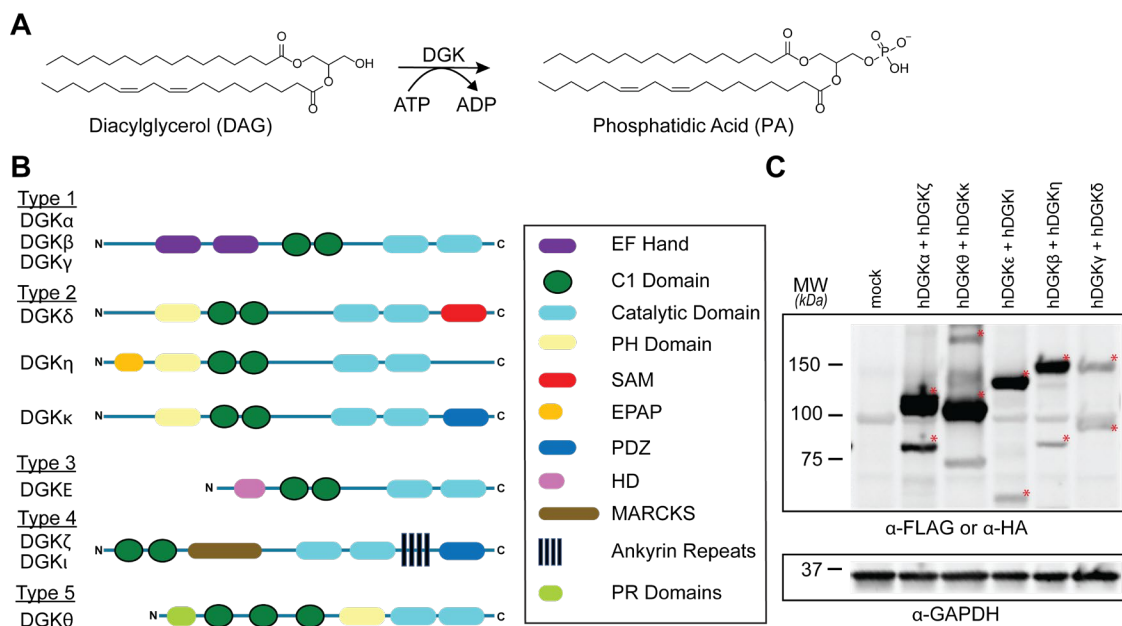 A
O
O
OH
O
O
DGK
ATP
ADP
O
O
O
P
O⁻
OH
O
O
O
Diacylglycerol (DAG)
Phosphatidic Acid (PA)
B
Type 1
DGKα
DGKβ
DGKγ
N
C
Type 2
DGKδ
N
C
DGKη
N
C
DGKκ
N
C
Type 3
DGKE
N
C
Type 4
DGKζ
DGKι
N
C
Type 5
DGKθ
N
C
EF Hand
C1 Domain
Catalytic Domain
PH Domain
SAM
EPAP
PDZ
HD
MARCKS
Ankyrin Repeats
PR Domains
C
MW
(kDa)
mock
hDGKα + hDGKζ
hDGKθ + hDGKκ
hDGKε + hDGKι
hDGKβ + hDGKη
hDGKγ + hDGKδ
150
100
75
*
*
*
*
*
*
*
*
*
*
α-FLAG or α-HA
37
α-GAPDH